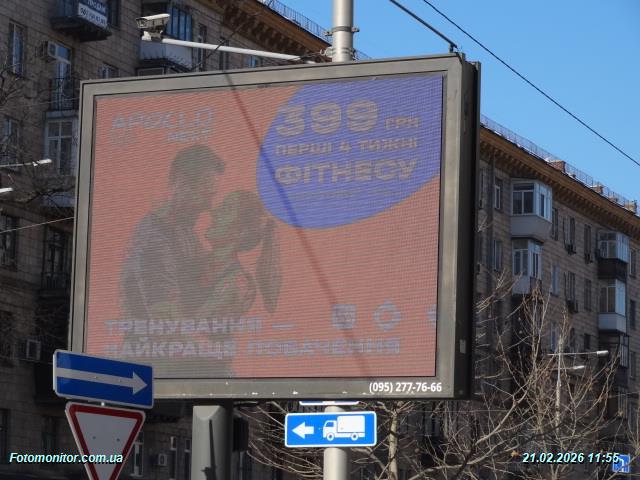 APOLLO
NEXT
399 ГРН
ПЕРШІ 4 ТИЖНІ
ФІТНЕСУ
ТРЕНУВАННЯ —
НАЙКРАЩЕ ПОБАЧЕННЯ
(095) 277-76-66
Fotomonitor.com.ua
21.02.2026 11:55